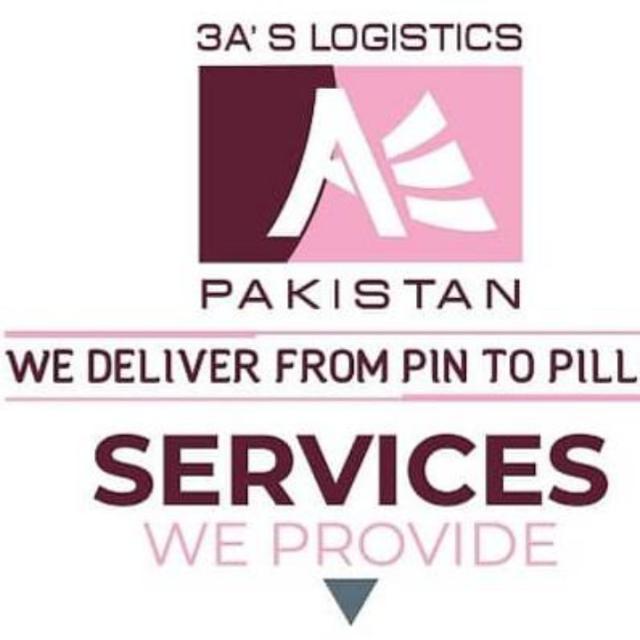 3A' S LOGISTICS
A
PAKISTAN
WE DELIVER FROM PIN TO PILL
SERVICES
WE PROVIDE